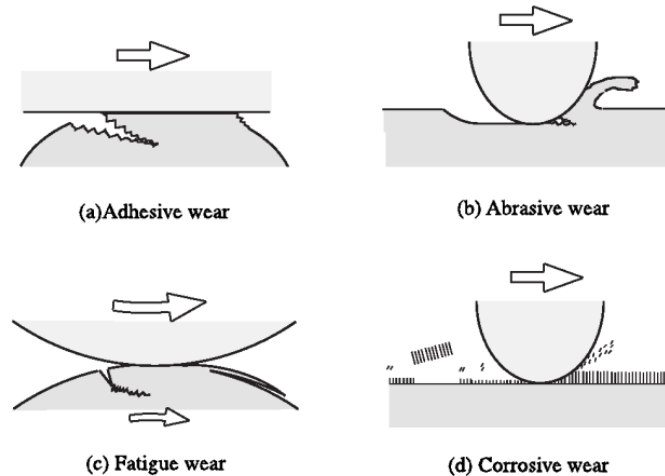 (a)Adhesive wear
(b) Abrasive wear
(c) Fatigue wear
(d) Corrosive wear